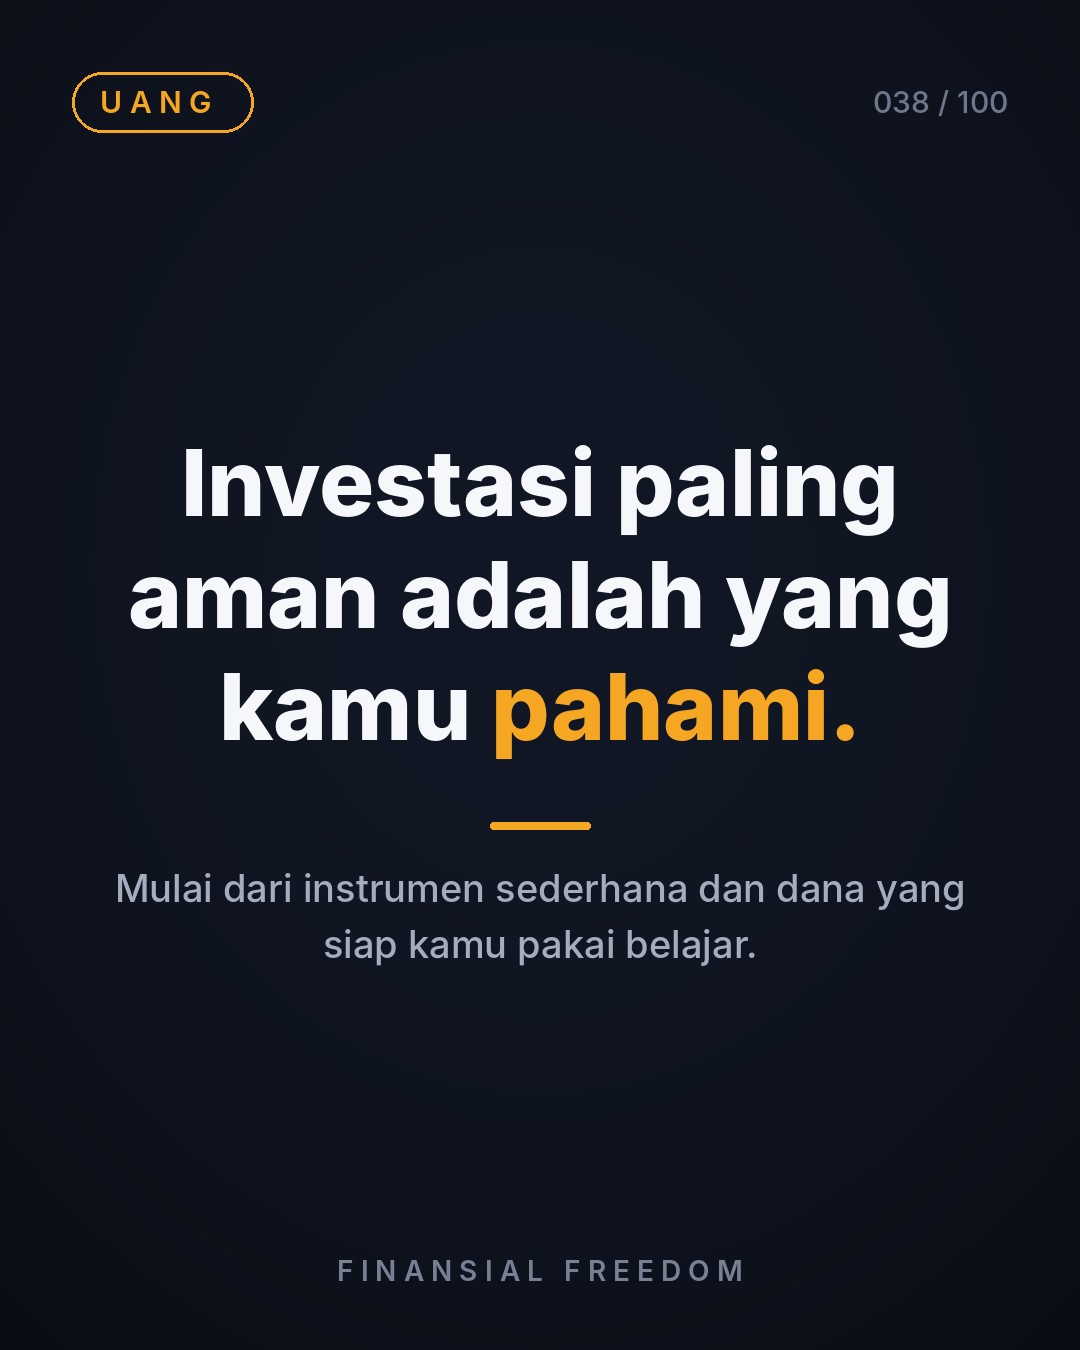 UANG
038 / 100
Investasi paling
aman adalah yang
kamu pahami.
Mulai dari instrumen sederhana dan dana yang
siap kamu pakai belajar.
FINANSIAL FREEDOM